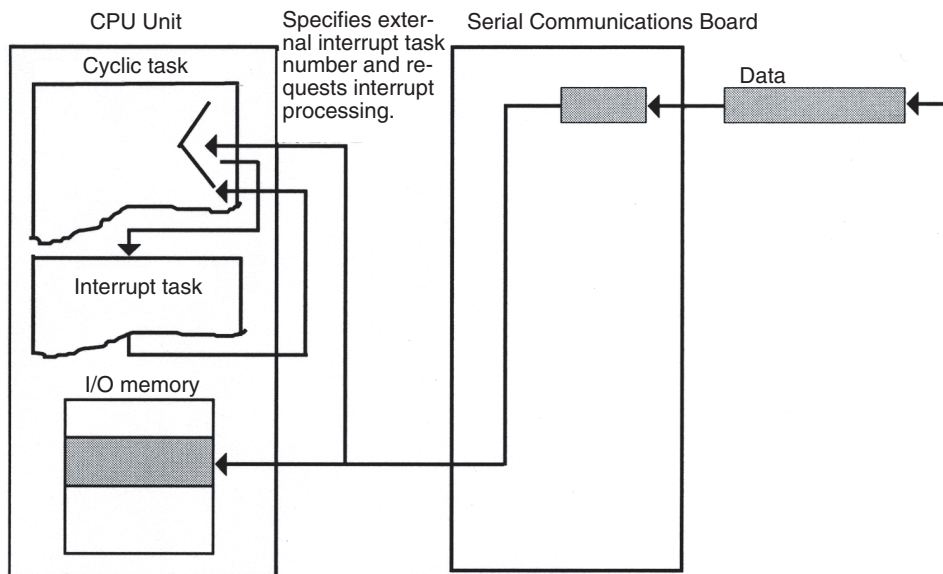 CPU Unit
Specifies exter-
nal interrupt task
number and re-
quests interrupt
processing.
Serial Communications Board
Cyclic task
Data
Interrupt task
I/O memory